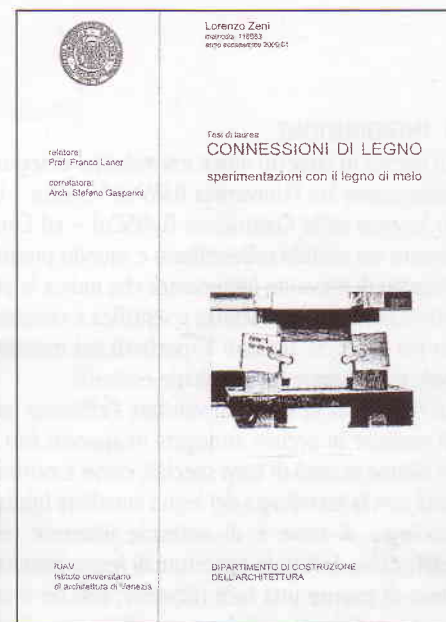 Lorenzo Zeni
matricola 116983
anno accademico 2000/01
relatore:
Prof. Franco Laner
correlatore:
Arch. Stefano Gasparini
Tesi di laurea
CONNESSIONI DI LEGNO
sperimentazioni con il legno di melo
IUAV
Istituto universitario
di architettura di Venezia
DIPARTIMENTO DI COSTRUZIONE
DELL'ARCHITETTURA